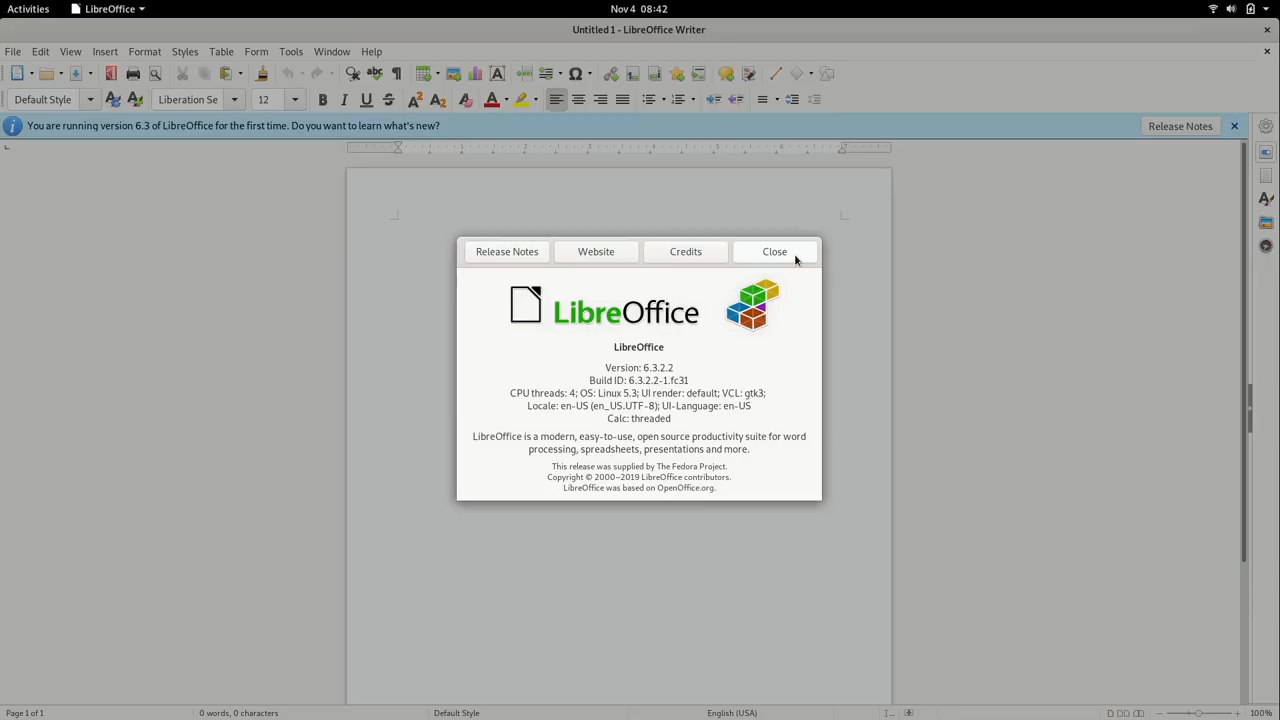 Activities LibreOffice Nov 4 08:42
Untitled 1 - LibreOffice Writer
File Edit View Insert Format Styles Table Form Tools Window Help
Default Style Liberation Se 12
You are running version 6.3 of LibreOffice for the first time. Do you want to learn what's new? Release Notes
Release Notes Website Credits Close
LibreOffice
LibreOffice
Version: 6.3.2.2
Build ID: 6.3.2.2-1.fc31
CPU threads: 4; OS: Linux 5.3; UI render: default; VCL: gtk3;
Locale: en-US (en_US.UTF-8); UI-Language: en-US
Calc: threaded
LibreOffice is a modern, easy-to-use, open source productivity suite for word
processing, spreadsheets, presentations and more.
This release was supplied by The Fedora Project.
Copyright © 2000–2019 LibreOffice contributors.
LibreOffice was based on OpenOffice.org.
Page 1 of 1 0 words, 0 characters Default Style English (USA) 100%